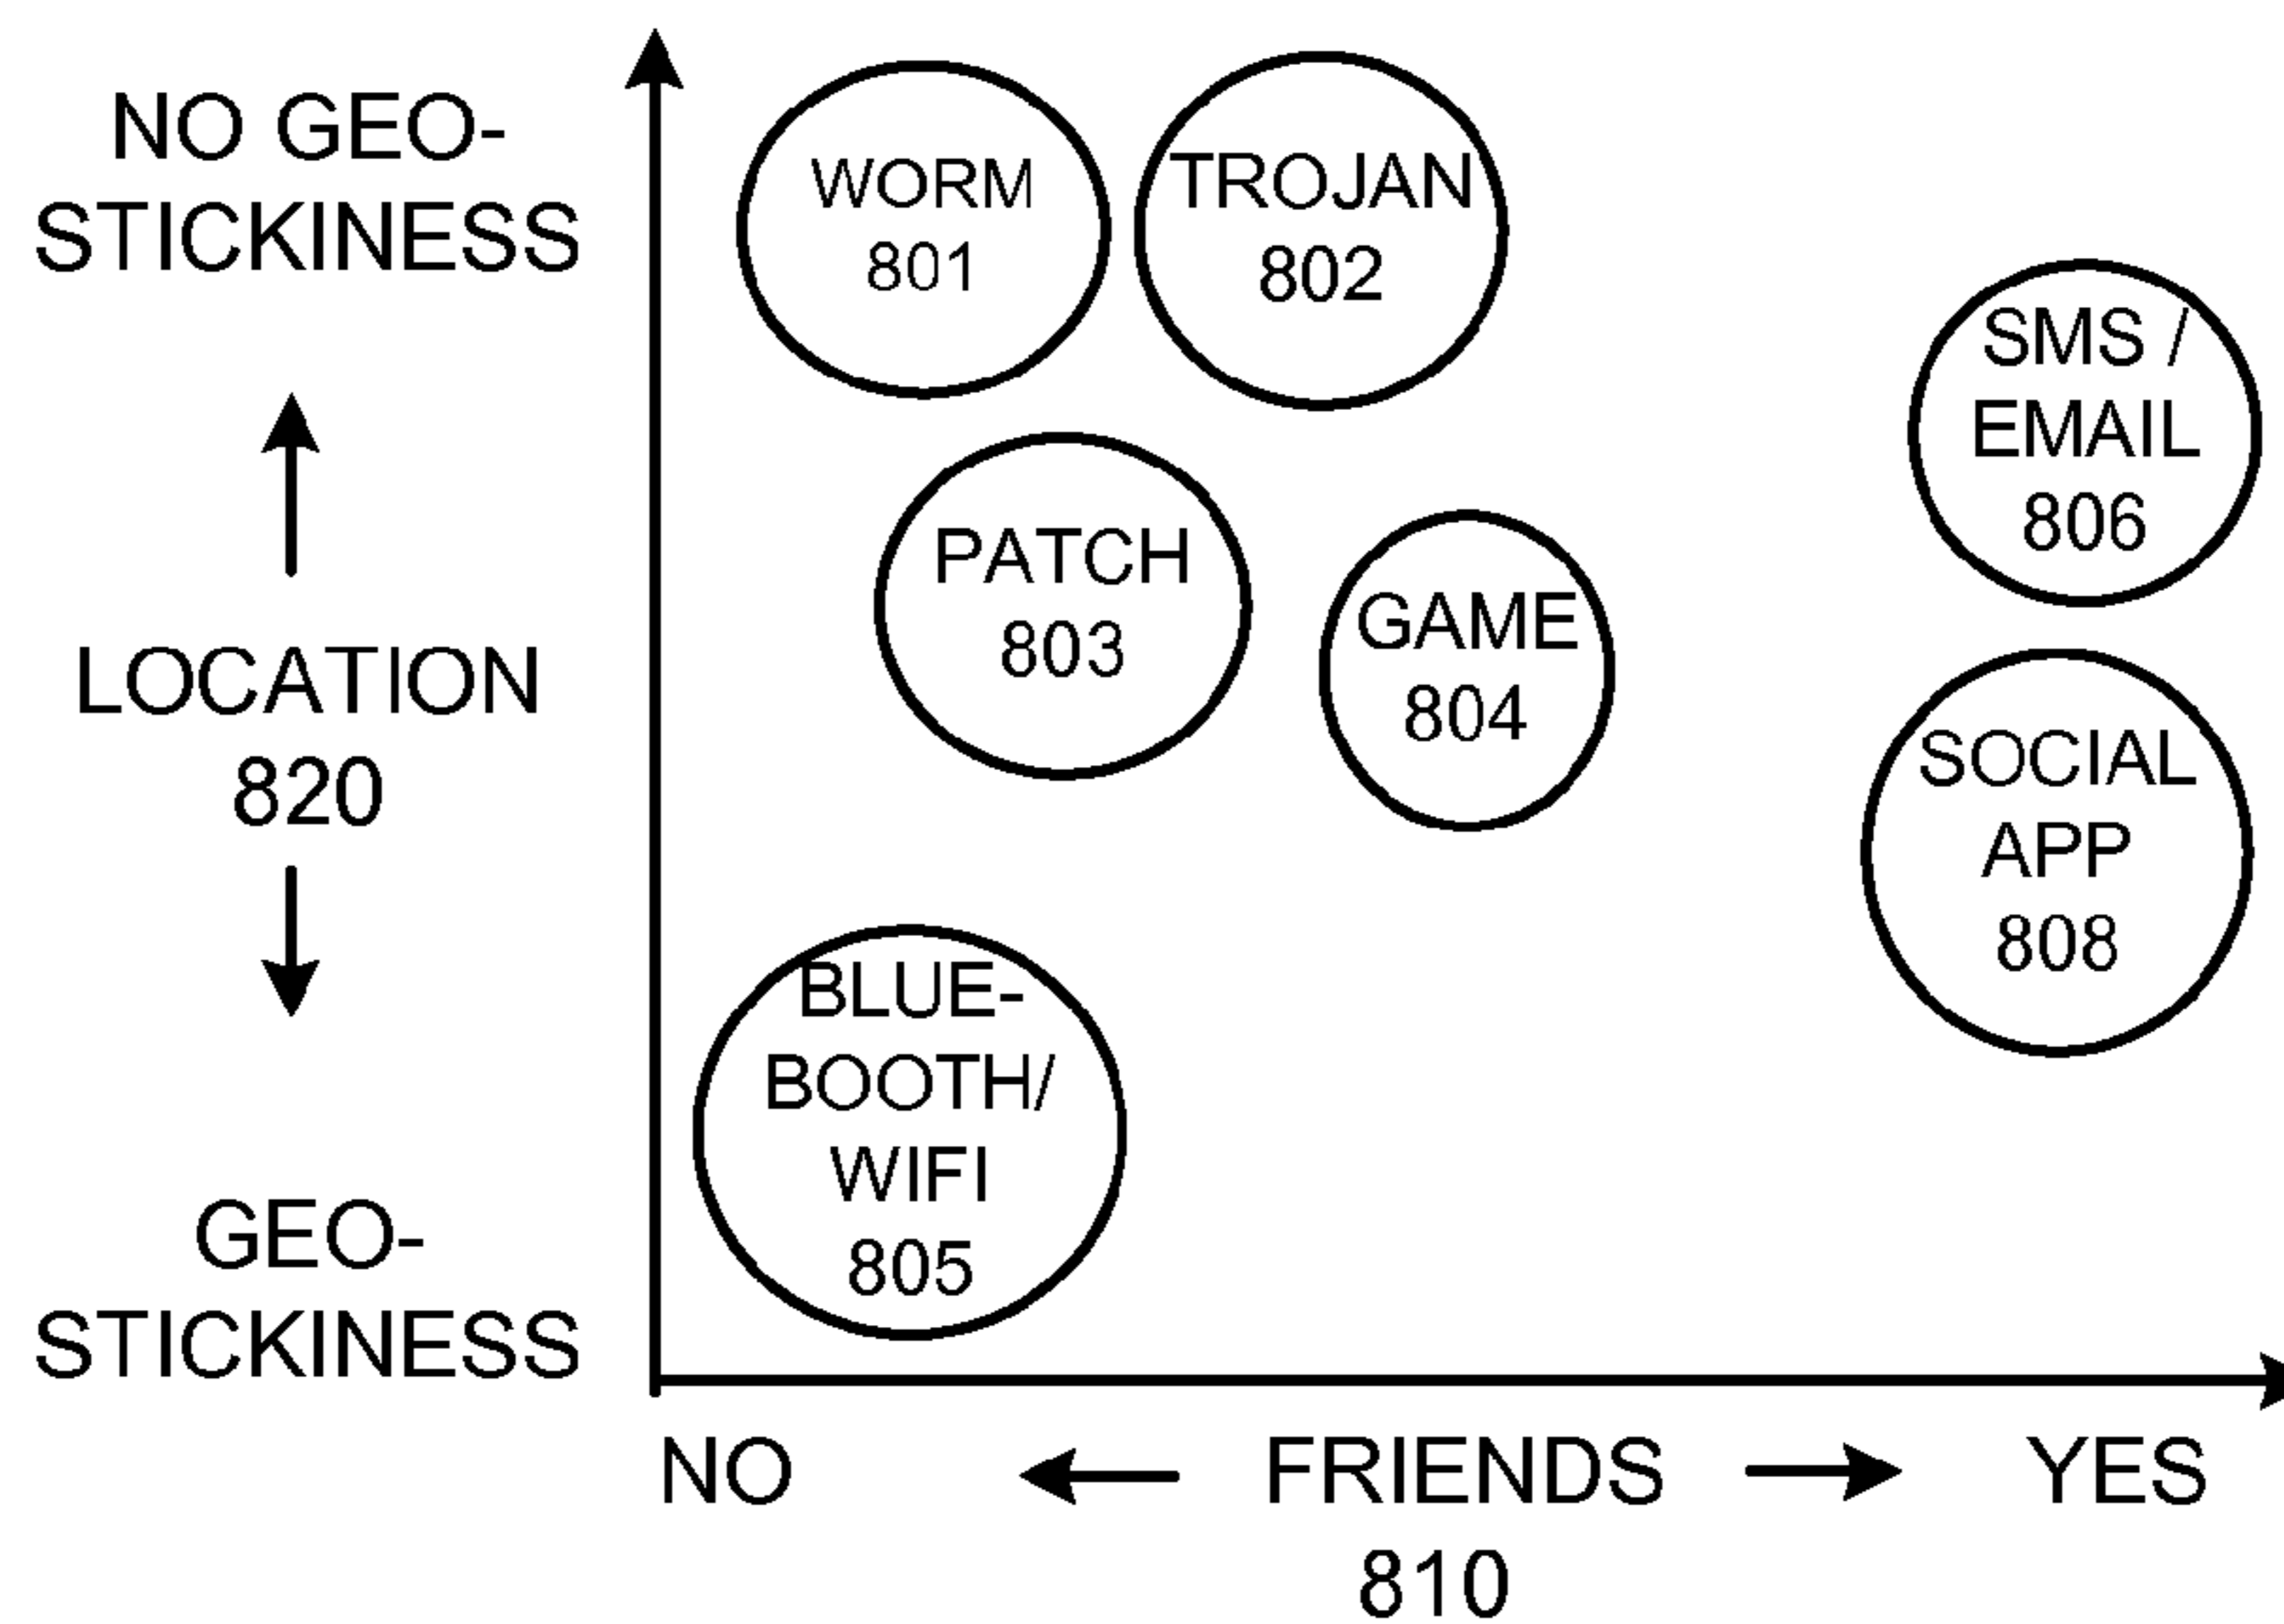 NO GEO-
STICKINESS
LOCATION
820
GEO-
STICKINESS
WORM
801
TROJAN
802
SMS /
EMAIL
806
PATCH
803
GAME
804
SOCIAL
APP
808
BLUE-
BOOTH/
WIFI
805
NO
FRIENDS
YES
810